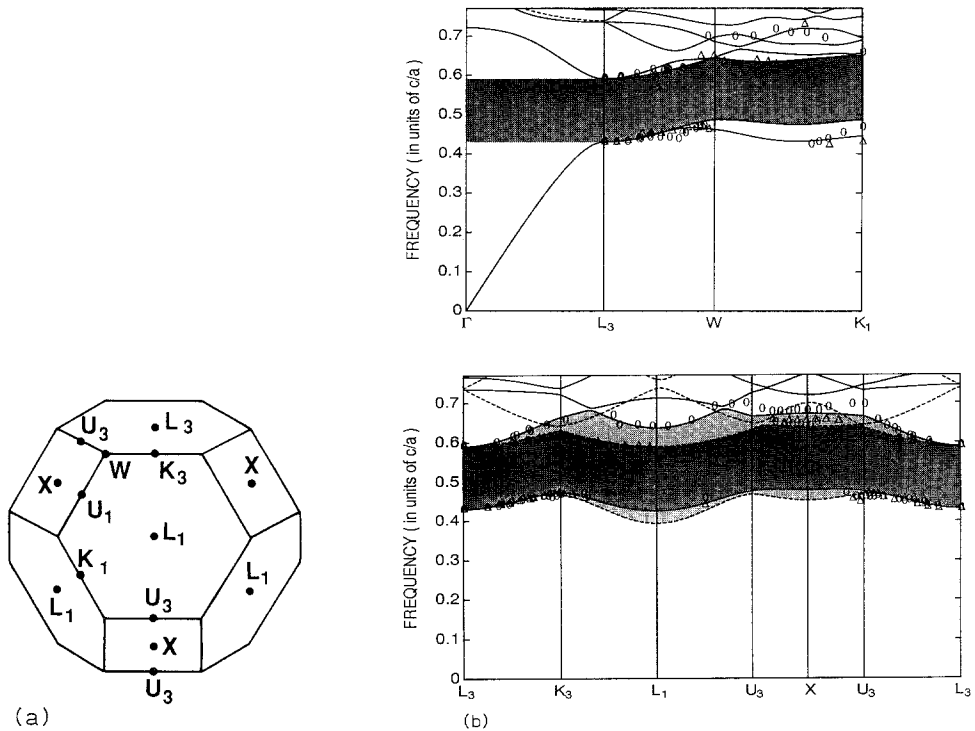 0.7
0.6
0.5
0.4
0.3
0.2
0.1
0
FREQUENCY ( in units of c/a )
Γ
L3
W
K1
U3
L3
W
K3
X
X
U1
L1
K1
L1
L1
U3
X
U3
(a)
0.7
0.6
0.5
0.4
0.3
0.2
0.1
0
FREQUENCY ( in units of c/a )
L3
K3
L1
U3
X
U3
L3
(b)